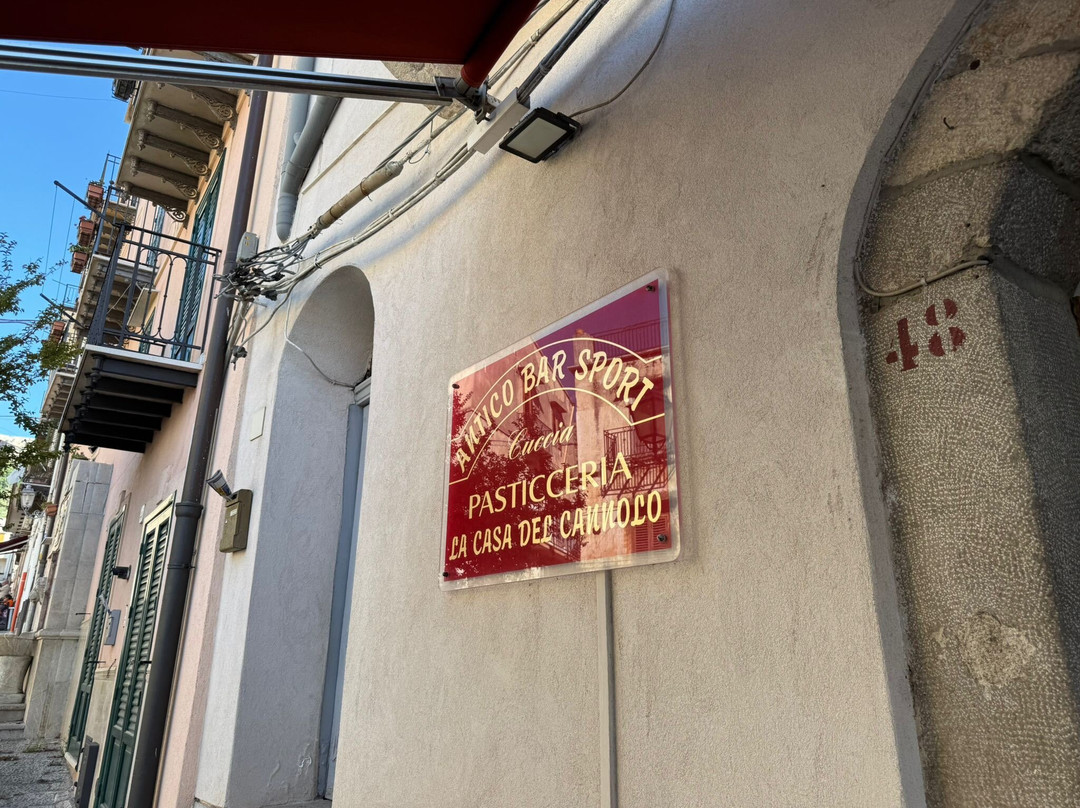 ANTICO BAR SPORT
Cuccia
PASTICCERIA
LA CASA DEL CANNOLO
48